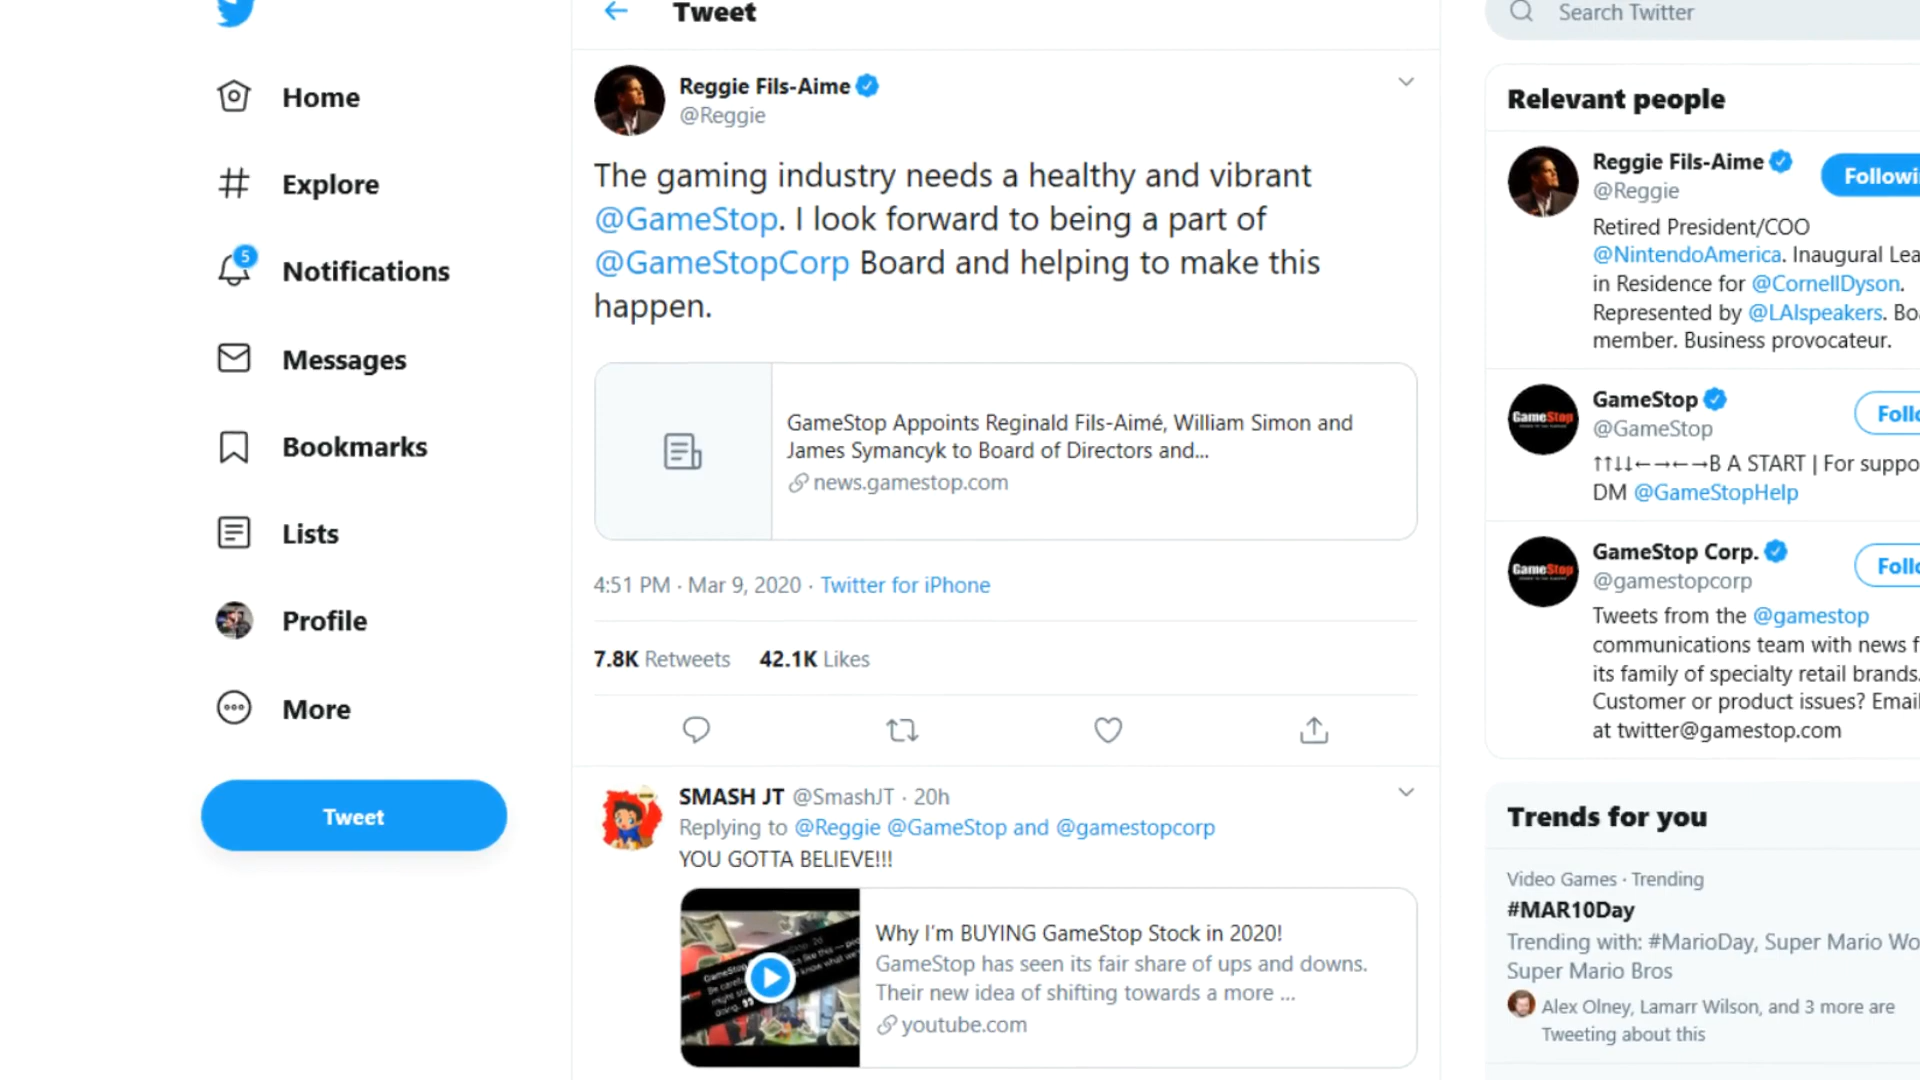 Tweet
Search Twitter
Home
Explore
5
Notifications
Messages
Bookmarks
Lists
Profile
More
Tweet
Reggie Fils-Aime
@Reggie
The gaming industry needs a healthy and vibrant
@GameStop. I look forward to being a part of
@GameStopCorp Board and helping to make this
happen.
GameStop Appoints Reginald Fils-Aimé, William Simon and
James Symancyk to Board of Directors and...
news.gamestop.com
4:51 PM · Mar 9, 2020 · Twitter for iPhone
7.8K Retweets 42.1K Likes
SMASH JT @SmashJT · 20h
Replying to @Reggie @GameStop and @gamestopcorp
YOU GOTTA BELIEVE!!!
Why I'm BUYING GameStop Stock in 2020!
GameStop has seen its fair share of ups and downs.
Their new idea of shifting towards a more ...
youtube.com
Relevant people
Reggie Fils-Aime
@Reggie
Followi
Retired President/COO
@NintendoAmerica. Inaugural Lea
in Residence for @CornellDyson.
Represented by @LAIspeakers. Boa
member. Business provocateur.
GameStop
GameStop
@GameStop
Follo
↑↑↓↓←→←→B A START | For suppo
DM @GameStopHelp
GameStop
GameStop Corp.
@gamestopcorp
Follo
Tweets from the @gamestop
communications team with news f
its family of specialty retail brands.
Customer or product issues? Email
at twitter@gamestop.com
Trends for you
Video Games · Trending
#MAR10Day
Trending with: #MarioDay, Super Mario Wo
Super Mario Bros
Alex Olney, Lamarr Wilson, and 3 more are
Tweeting about this